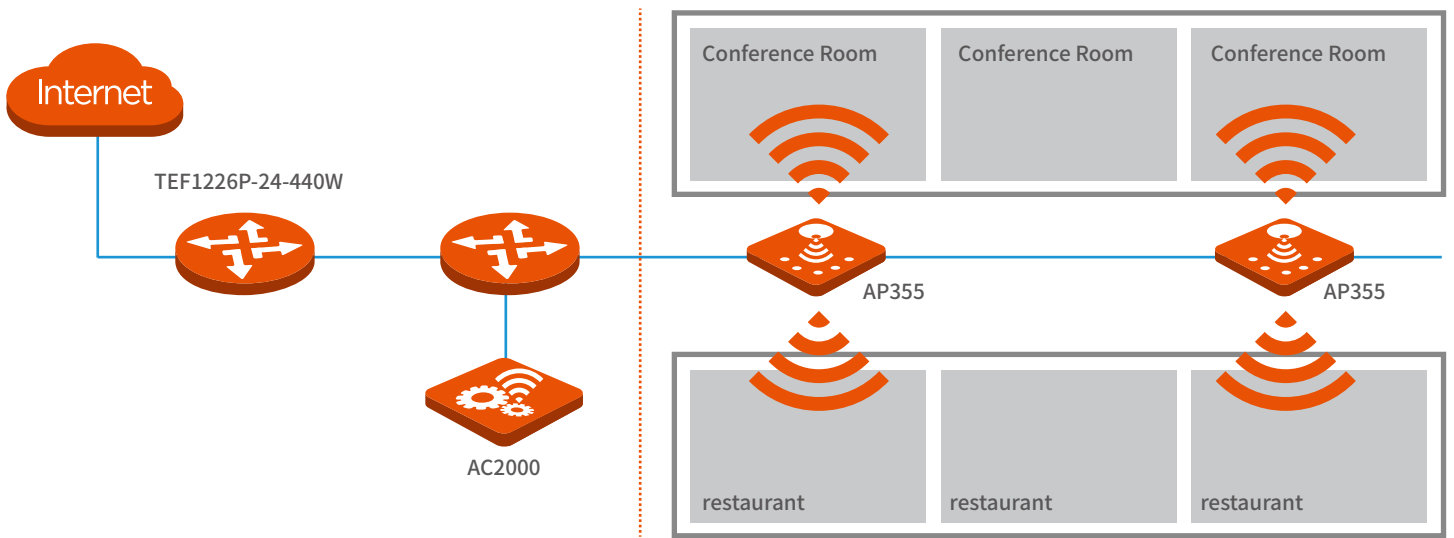 Internet
TEF1226P-24-440W
AC2000
Conference Room
Conference Room
Conference Room
AP355
AP355
restaurant
restaurant
restaurant